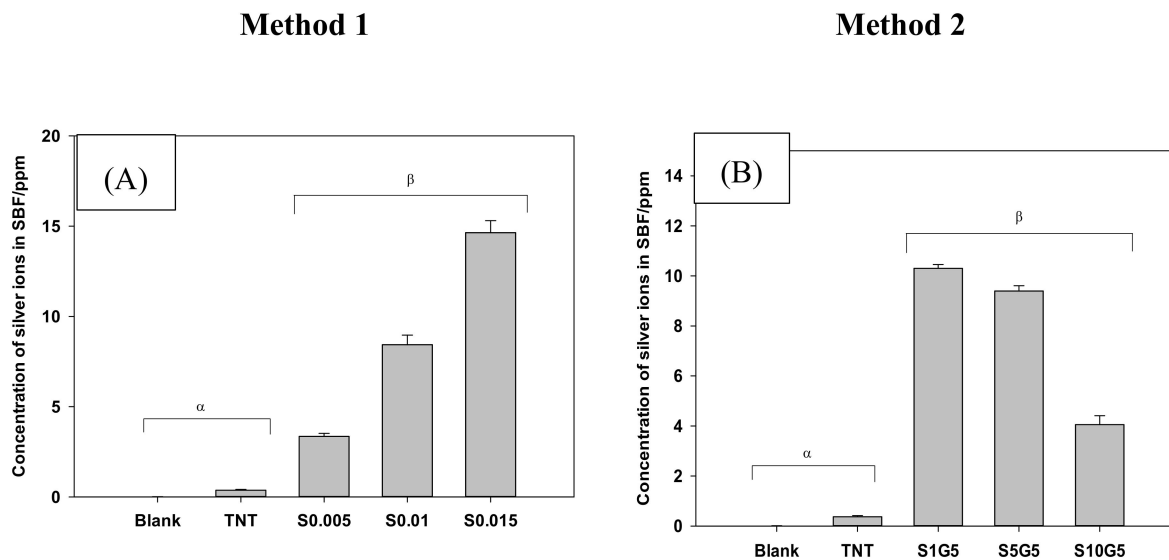 Method 1
Method 2
(A)
Concentration of silver ions in SBF/ppm
20
15
10
5
0
α
β
Blank TNT S0.005 S0.01 S0.015
(B)
Concentration of silver ions in SBF/ppm
14
12
10
8
6
4
2
0
α
β
Blank TNT S1G5 S5G5 S10G5